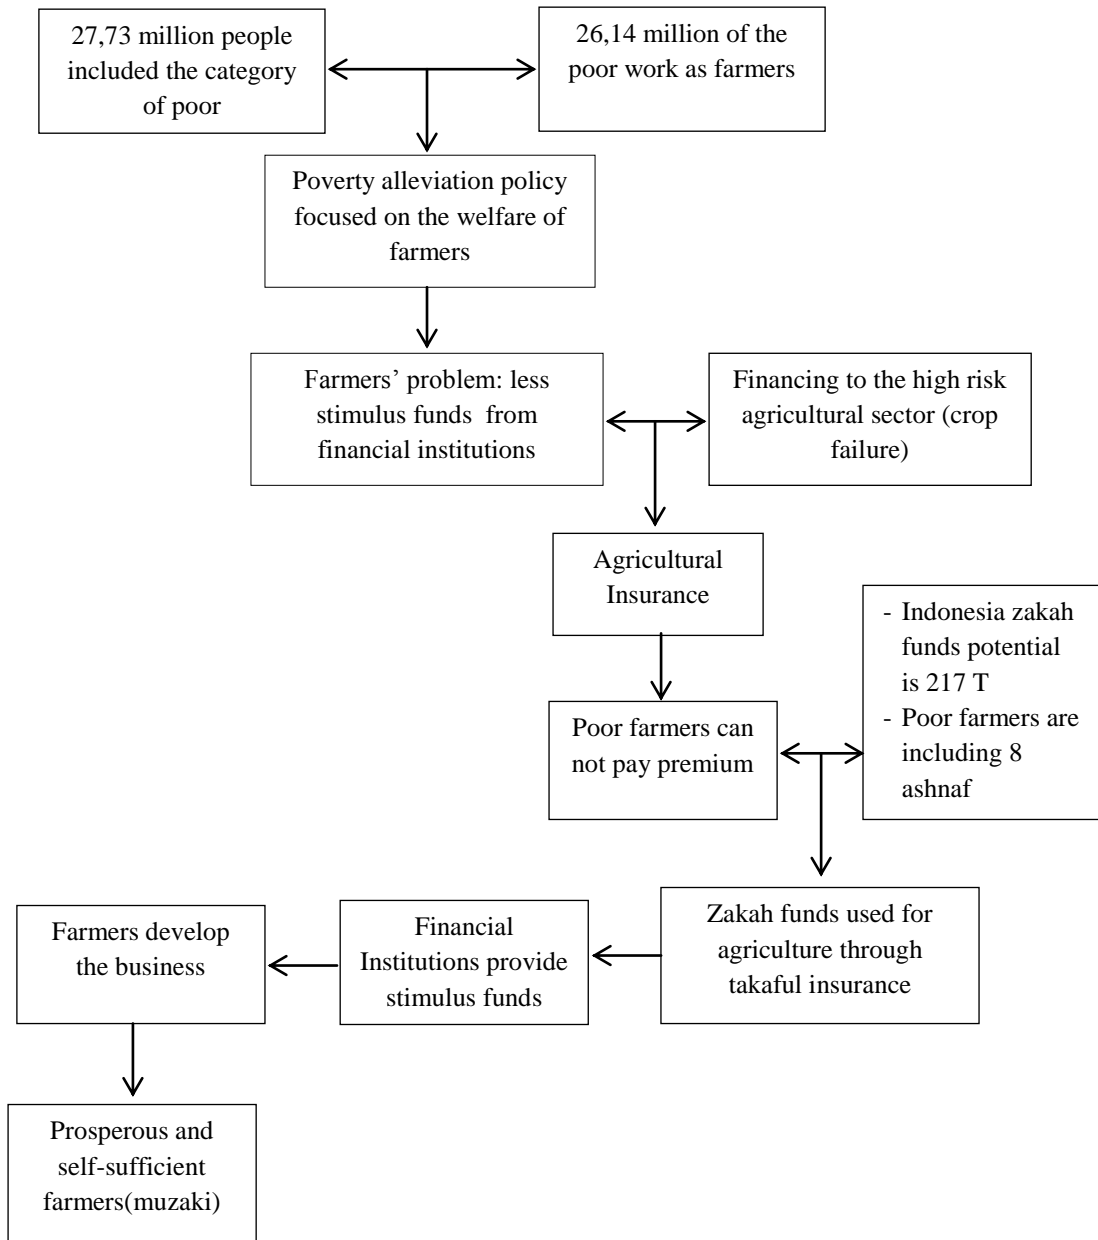 27,73 million people
included the category
of poor
26,14 million of the
poor work as farmers
Poverty alleviation policy
focused on the welfare of
farmers
Farmers’ problem: less
stimulus funds from
financial institutions
Financing to the high risk
agricultural sector (crop
failure)
Agricultural
Insurance
- Indonesia zakah
funds potential
is 217 T
- Poor farmers are
including 8
ashnaf
Poor farmers can
not pay premium
Zakah funds used for
agriculture through
takaful insurance
Financial
Institutions provide
stimulus funds
Farmers develop
the business
Prosperous and
self-sufficient
farmers(muzaki)